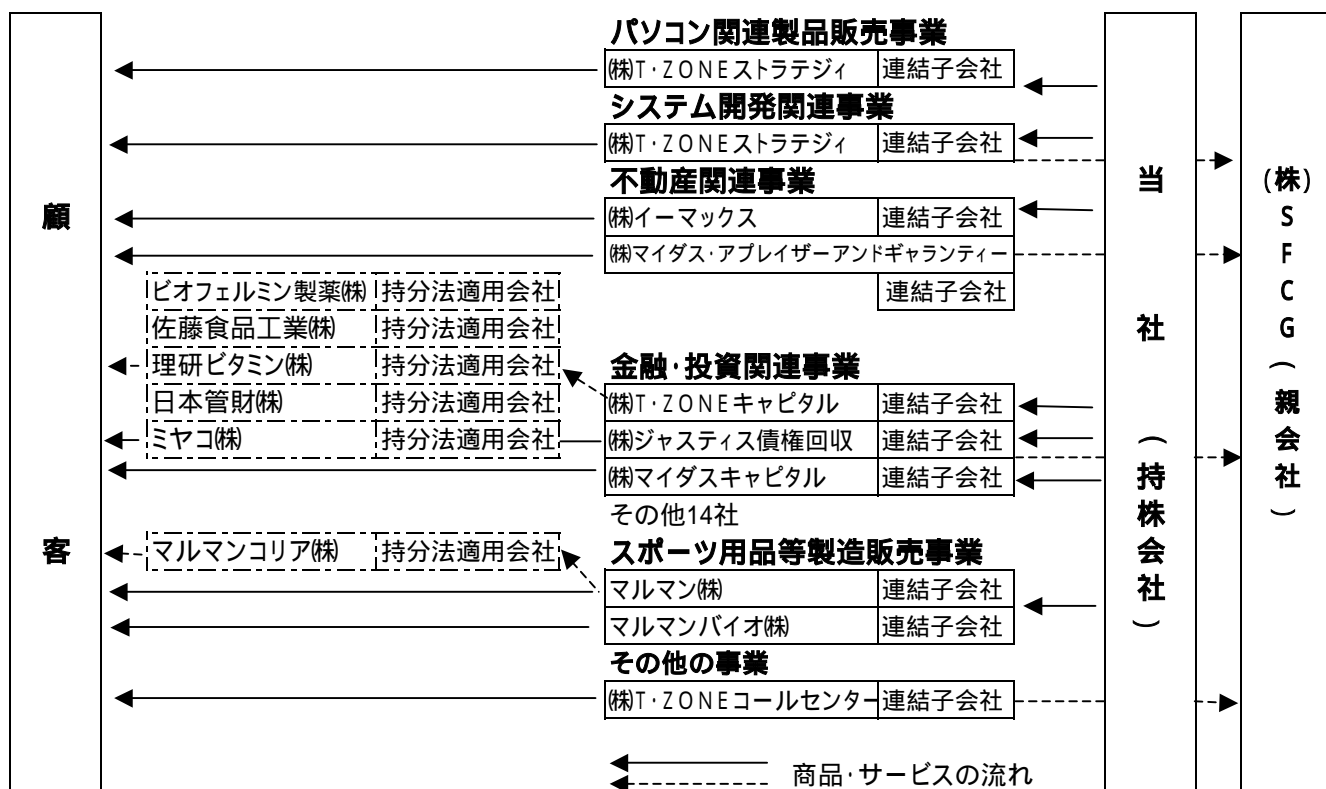 顧
客
パソコン関連製品販売事業
㈱T・ZONEストラテジィ 連結子会社
システム開発関連事業
㈱T・ZONEストラテジィ 連結子会社
不動産関連事業
㈱イーマックス 連結子会社
㈱マイダス・アプレイザーアンドギャランティー
連結子会社
ビオフェルミン製薬㈱ 持分法適用会社
佐藤食品工業㈱ 持分法適用会社
理研ビタミン㈱ 持分法適用会社
日本管財㈱ 持分法適用会社
ミヤコ㈱ 持分法適用会社
金融・投資関連事業
㈱T・ZONEキャピタル 連結子会社
㈱ジャスティス債権回収 連結子会社
㈱マイダスキャピタル 連結子会社
その他14社
マルマンコリア㈱ 持分法適用会社
スポーツ用品等製造販売事業
マルマン㈱ 連結子会社
マルマンバイオ㈱ 連結子会社
その他の事業
㈱T・ZONEコールセンター 連結子会社
商品・サービスの流れ
当社(持株会社)
(株)SFCG(親会社)